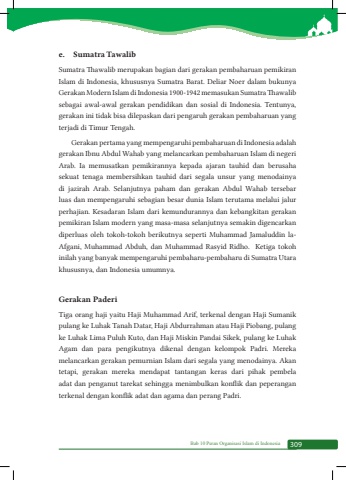 e. Sumatra Tawalib
Sumatra Thawalib merupakan bagian dari gerakan pembaharuan pemikiran
Islam di Indonesia, khususnya Sumatra Barat. Deliar Noer dalam bukunya
Gerakan Modern Islam di Indonesia 1900-1942 memasukan Sumatra Thawalib
sebagai awal-awal gerakan pendidikan dan sosial di Indonesia. Tentunya,
gerakan ini tidak bisa dilepaskan dari pengaruh gerakan pembaharuan yang
terjadi di Timur Tengah.
Gerakan pertama yang mempengaruhi pembaharuan di Indonesia adalah
gerakan Ibnu Abdul Wahab yang melancarkan pembaharuan Islam di negeri
Arab. Ia memusatkan pemikirannya kepada ajaran tauhid dan berusaha
sekuat tenaga membersihkan tauhid dari segala unsur yang menodainya
di jazirah Arab. Selanjutnya paham dan gerakan Abdul Wahab tersebar
luas dan mempengaruhi sebagian besar dunia Islam terutama melalui jalur
perhajian. Kesadaran Islam dari kemundurannya dan kebangkitan gerakan
pemikiran Islam modern yang masa-masa selanjutnya semakin digencarkan
diperluas oleh tokoh-tokoh berikutnya seperti Muhammad Jamaluddin la-
Afgani, Muhammad Abduh, dan Muhammad Rasyid Ridho. Ketiga tokoh
inilah yang banyak mempengaruhi pembaharu-pembaharu di Sumatra Utara
khususnya, dan Indonesia umumnya.
Gerakan Paderi
Tiga orang haji yaitu Haji Muhammad Arif, terkenal dengan Haji Sumanik
pulang ke Luhak Tanah Datar, Haji Abdurrahman atau Haji Piobang, pulang
ke Luhak Lima Puluh Kuto, dan Haji Miskin Pandai Sikek, pulang ke Luhak
Agam dan para pengikutnya dikenal dengan kelompok Padri. Mereka
melancarkan gerakan pemurnian Islam dari segala yang menodainya. Akan
tetapi, gerakan mereka mendapat tantangan keras dari pihak pembela
adat dan penganut tarekat sehingga menimbulkan konflik dan peperangan
terkenal dengan konflik adat dan agama dan perang Padri.
Bab 10 Peran Organisasi Islam di Indonesia 309